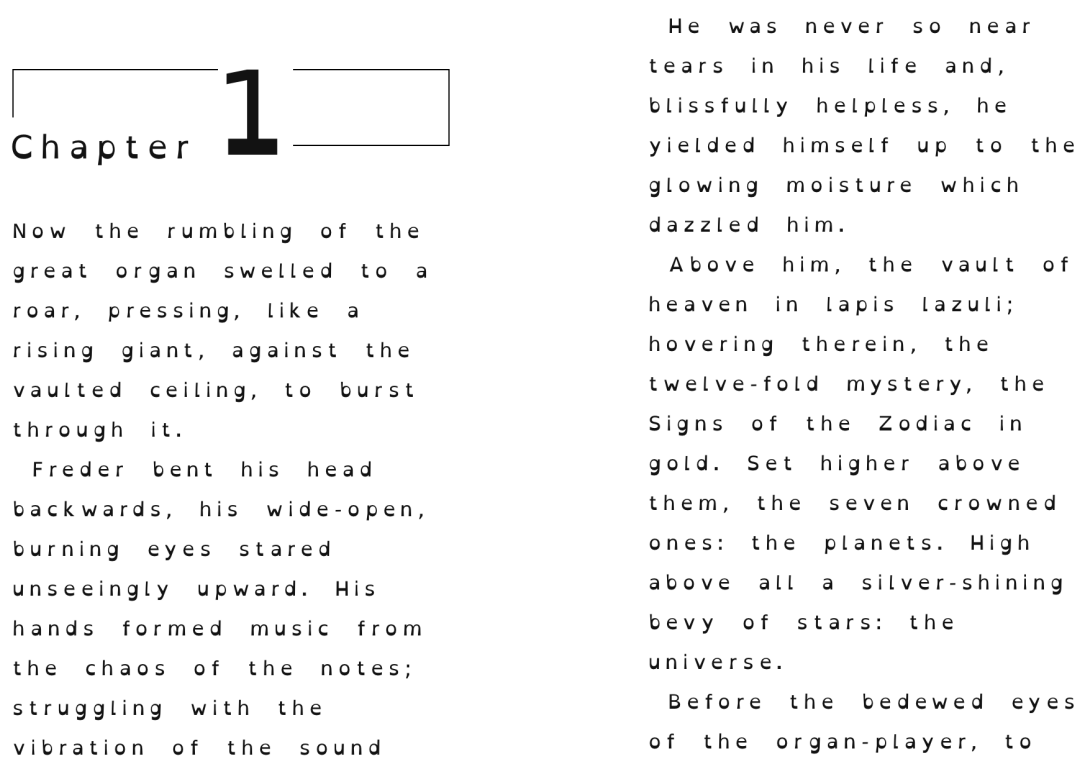 Chapter 1
Now the rumbling of the
great organ swelled to a
roar, pressing, like a
rising giant, against the
vaulted ceiling, to burst
through it.
Freder bent his head
backwards, his wide-open,
burning eyes stared
unseeingly upward. His
hands formed music from
the chaos of the notes;
struggling with the
vibration of the sound
He was never so near
tears in his life and,
blissfully helpless, he
yielded himself up to the
glowing moisture which
dazzled him.
Above him, the vault of
heaven in lapis lazuli;
hovering therein, the
twelve-fold mystery, the
Signs of the Zodiac in
gold. Set higher above
them, the seven crowned
ones: the planets. High
above all a silver-shining
bevy of stars: the
universe.
Before the bedewed eyes
of the organ-player, to